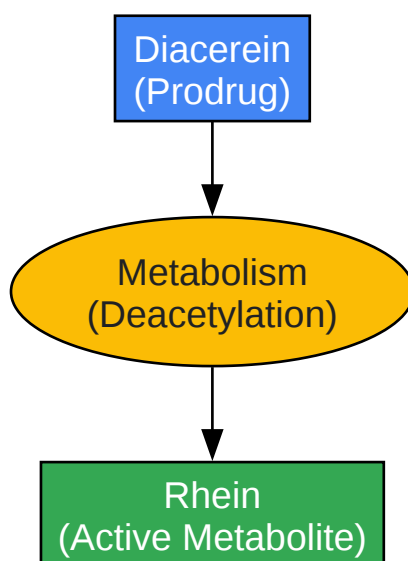 Diacerein
(Prodrug)
Metabolism
(Deacetylation)
Rhein
(Active Metabolite)